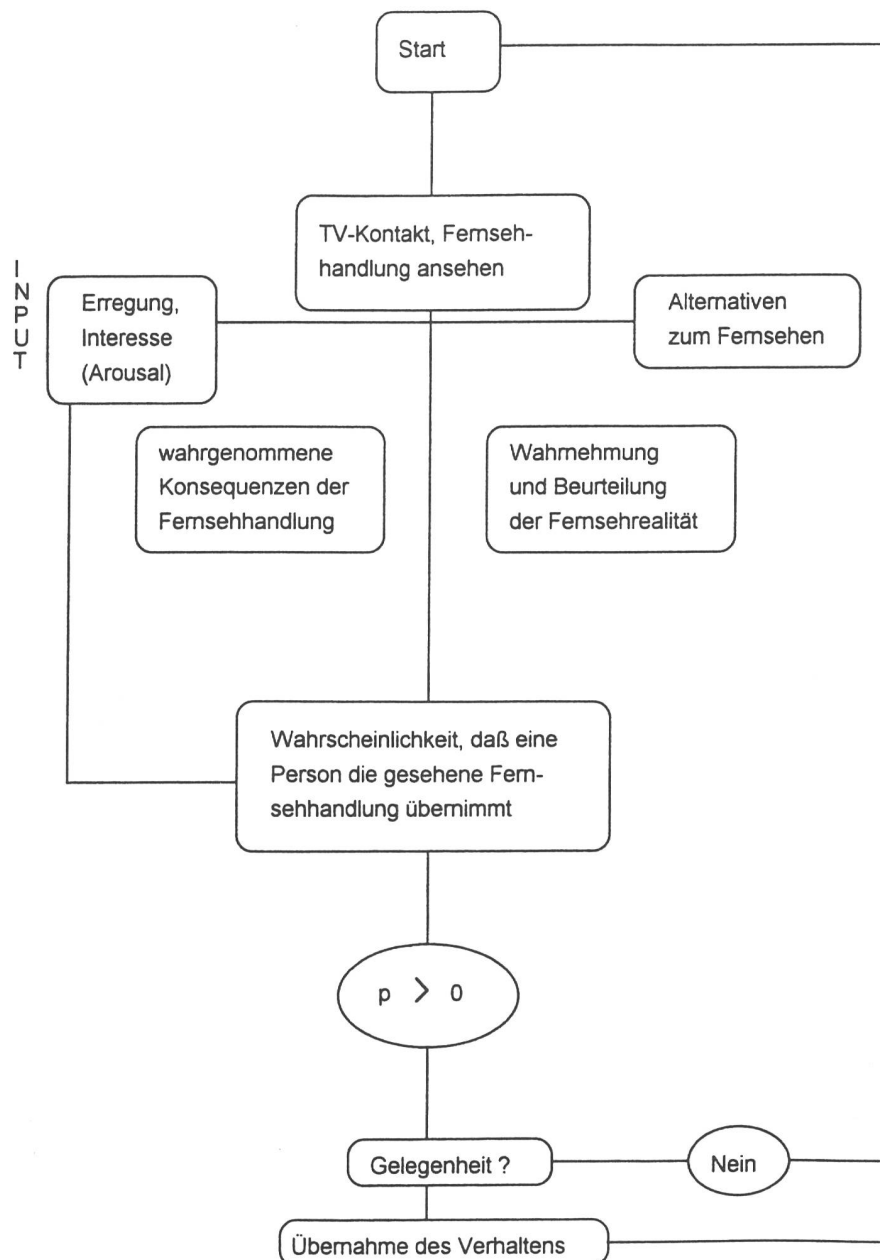 Start
TV-Kontakt, Fernseh-
handlung ansehen
INPUT
Erregung,
Interesse
(Arousal)
Alternativen
zum Fernsehen
wahrgenommene
Konsequenzen der
Fernsehhandlung
Wahrnehmung
und Beurteilung
der Fernsehrealität
Wahrscheinlichkeit, daß eine
Person die gesehene Fern-
sehhandlung übernimmt
p > 0
Gelegenheit ?
Nein
Übernahme des Verhaltens